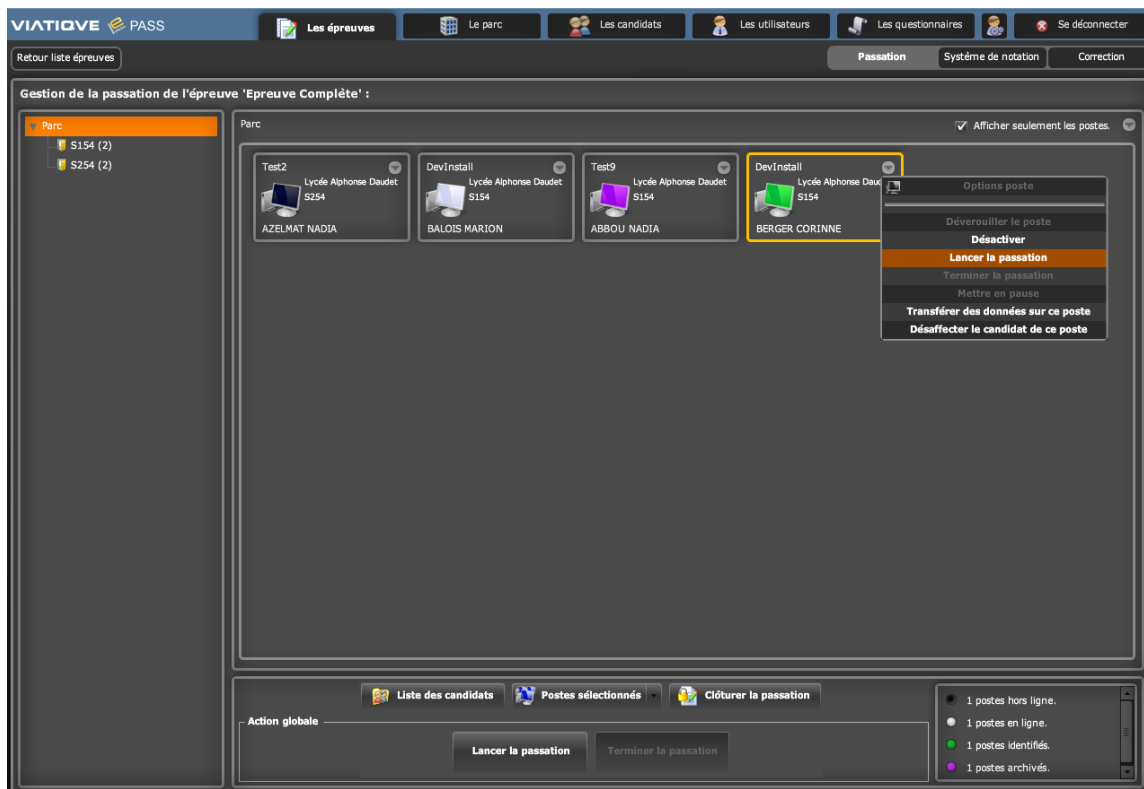 VIATIQVE PASS
Les épreuves
Le parc
Les candidats
Les utilisateurs
Les questionnaires
Se déconnecter
Retour liste épreuves
Passation
Système de notation
Correction
Gestion de la passation de l'épreuve 'Epreuve Complète' :
Parc
S154 (2)
S254 (2)
Parc
Afficher seulement les postes.
Test2
Lycée Alphonse Daudet
S254
AZELMAT NADIA
DevInstall
Lycée Alphonse Daudet
S154
BALOIS MARION
Test9
Lycée Alphonse Daudet
S154
ABBOU NADIA
DevInstall
Lycée Alphonse Daud
S154
BERGER CORINNE
Options poste
Déverouiller le poste
Désactiver
Lancer la passation
Terminer la passation
Mettre en pause
Transférer des données sur ce poste
Désaffecter le candidat de ce poste
Liste des candidats
Postes sélectionnés
Clôturer la passation
Action globale
Lancer la passation
Terminer la passation
1 postes hors ligne.
1 postes en ligne.
1 postes identifiés.
1 postes archivés.